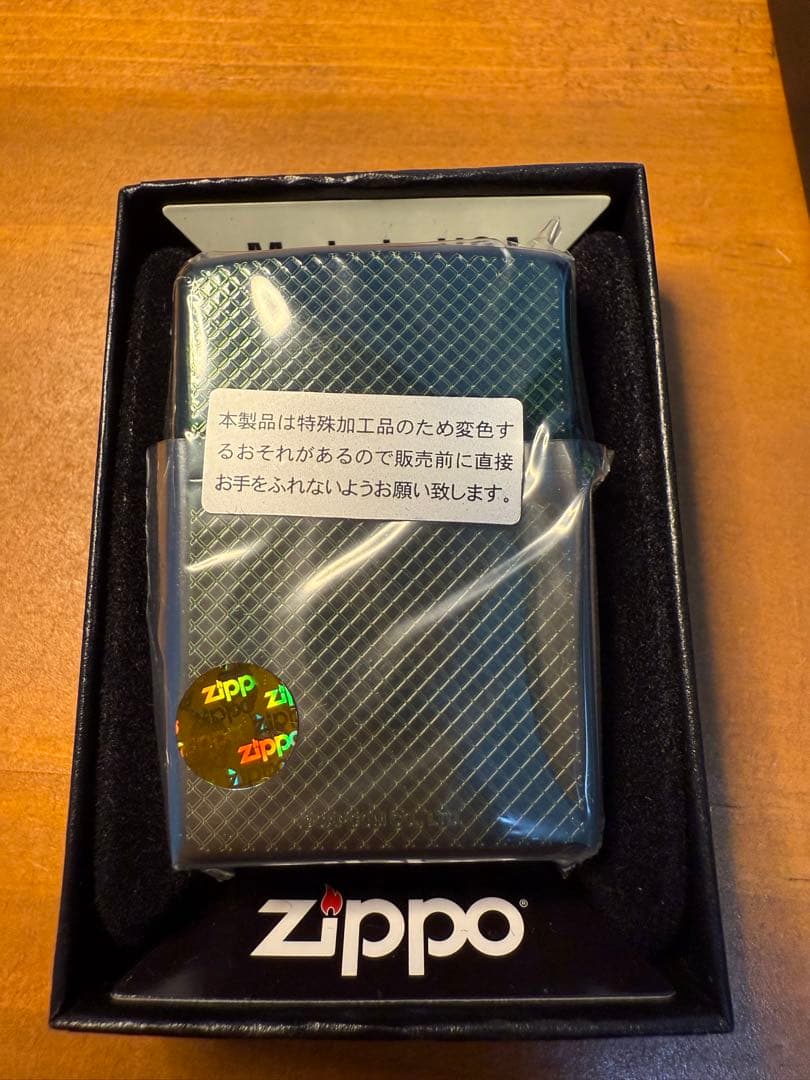 本製品は特殊加工品のため変色す
るおそれがあるので販売前に直接
お手をふれないようお願い致します。
zippo
zippo
zippo®